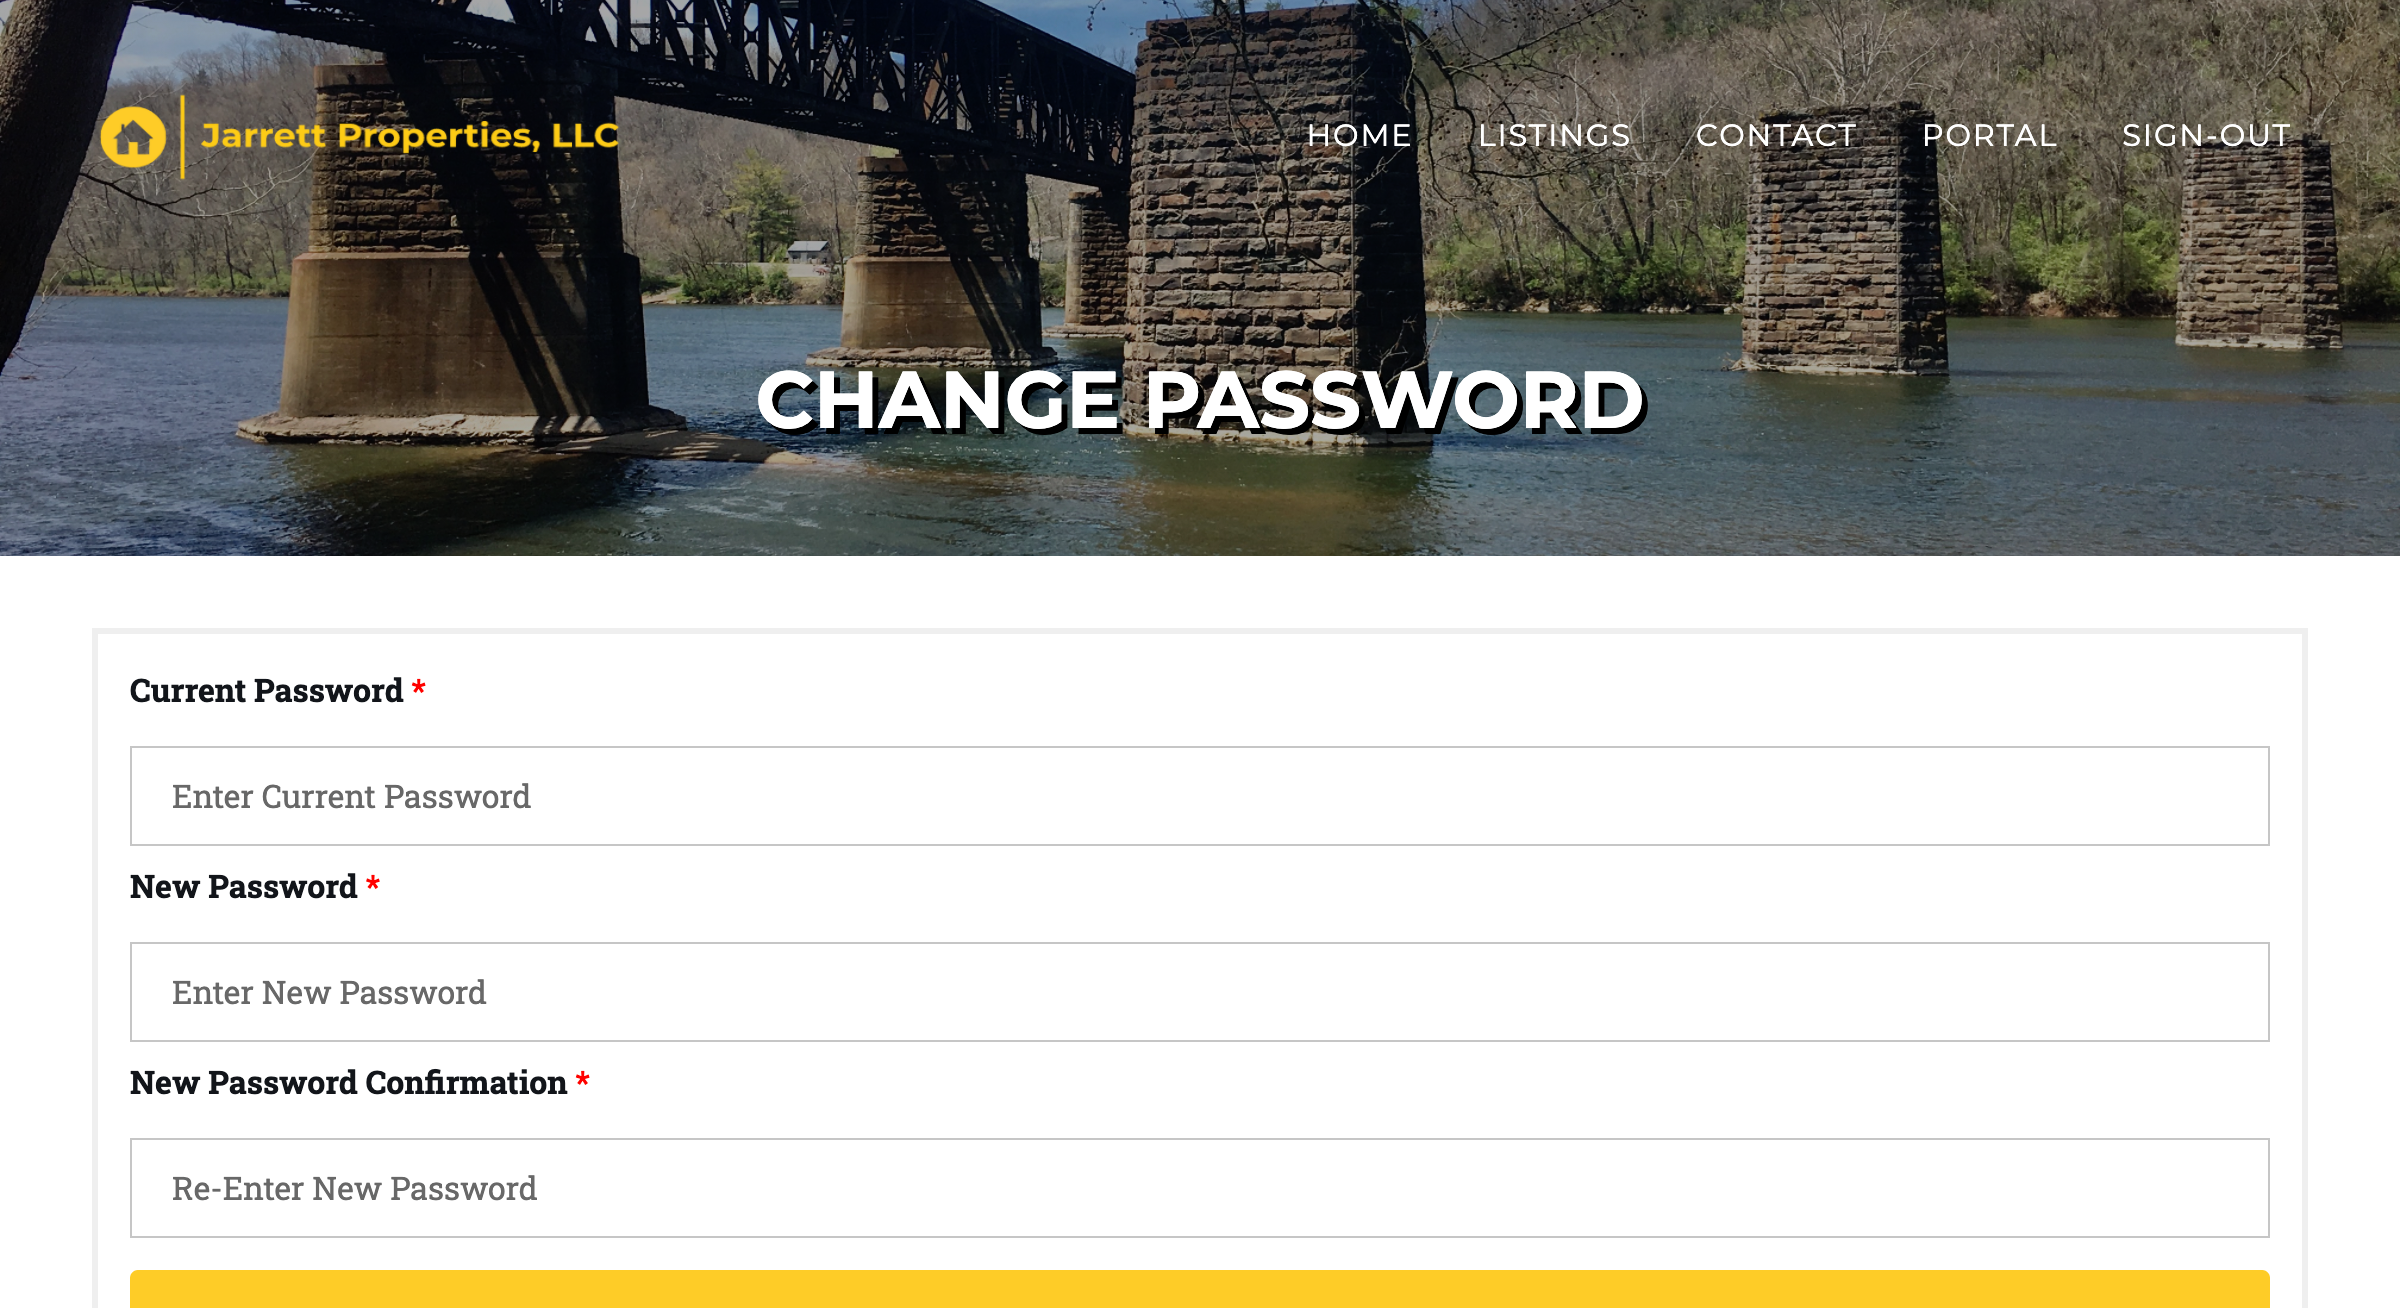 Jarrett Properties, LLC
HOME LISTINGS CONTACT PORTAL SIGN-OUT
CHANGE PASSWORD
Current Password *
Enter Current Password
New Password *
Enter New Password
New Password Confirmation *
Re-Enter New Password